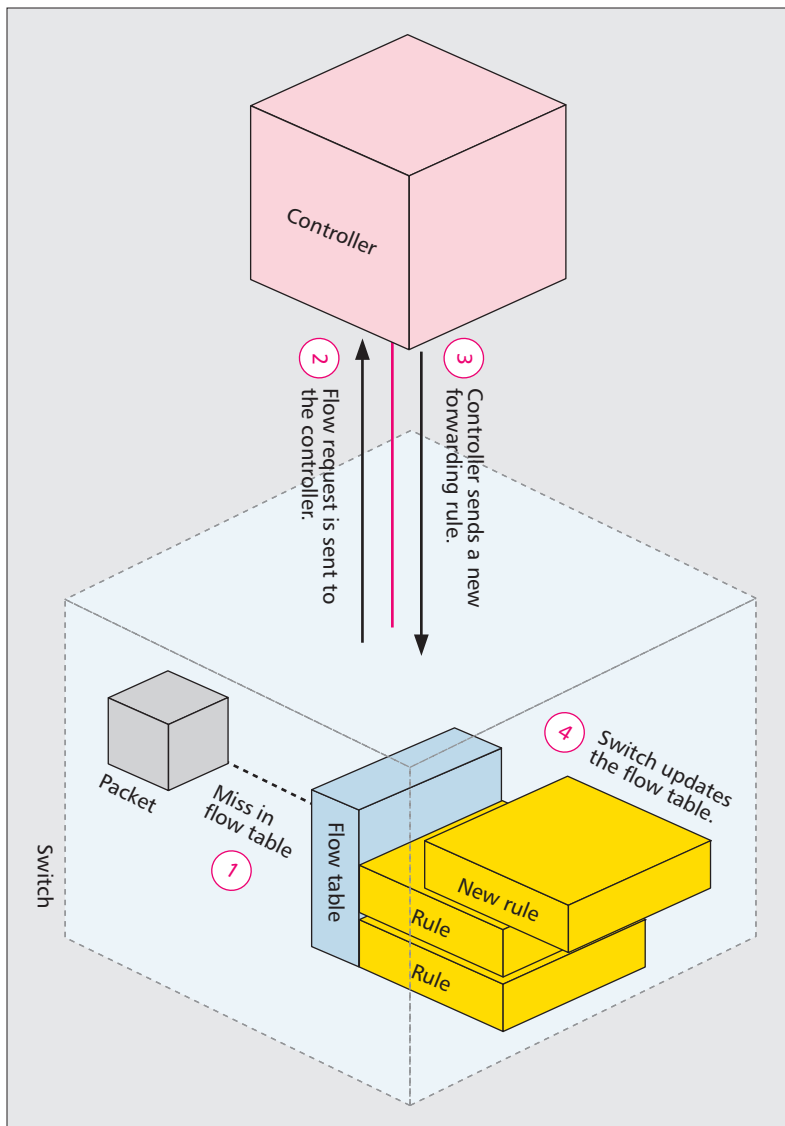 Controller
2
Flow request is sent to
the controller.
3
Controller sends a new
forwarding rule.
Packet
Miss in
flow table
1
Flow table
4
Switch updates
the flow table.
New rule
Rule
Rule
Switch